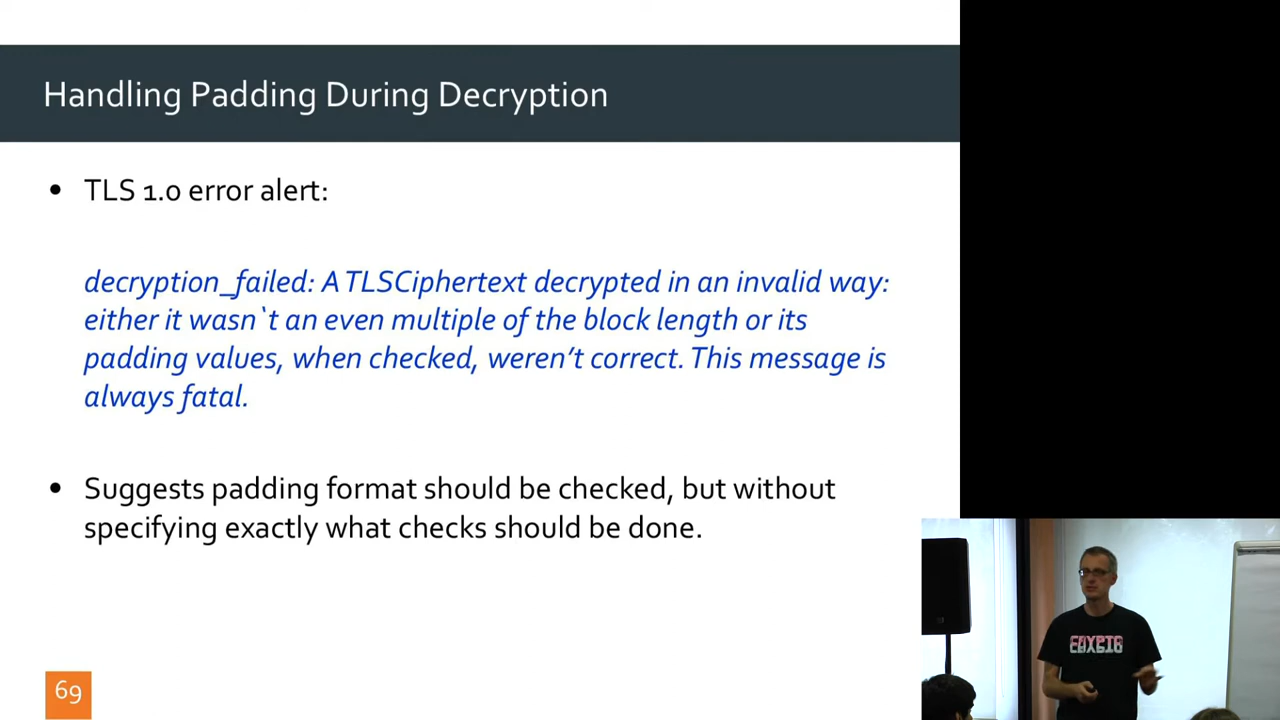 Handling Padding During Decryption
• TLS 1.0 error alert:
decryption_failed: A TLSCiphertext decrypted in an invalid way:
either it wasn`t an even multiple of the block length or its
padding values, when checked, weren’t correct. This message is
always fatal.
• Suggests padding format should be checked, but without
specifying exactly what checks should be done.
69